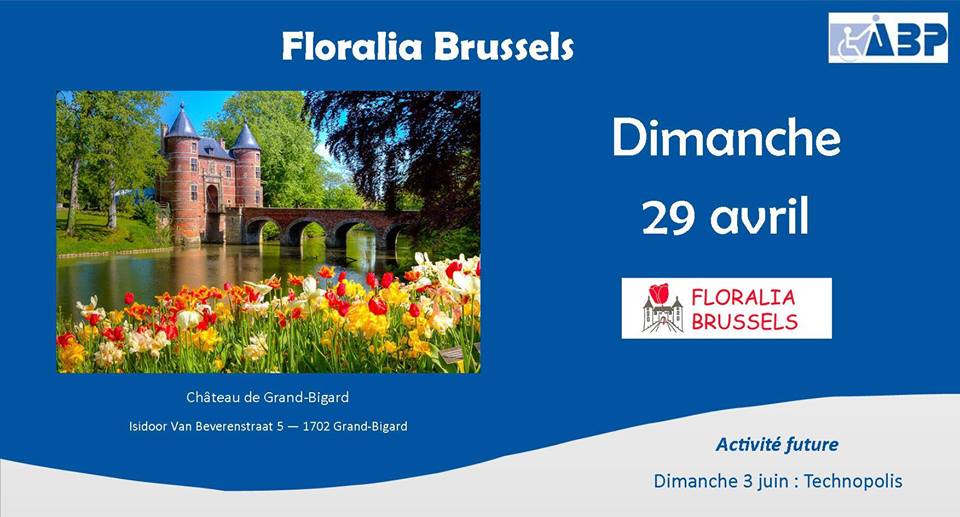 Floralia Brussels
ABP
Dimanche
29 avril
FLORALIA
BRUSSELS
Château de Grand-Bigard
Isidoor Van Beverenstraat 5 — 1702 Grand-Bigard
Activité future
Dimanche 3 juin : Technopolis